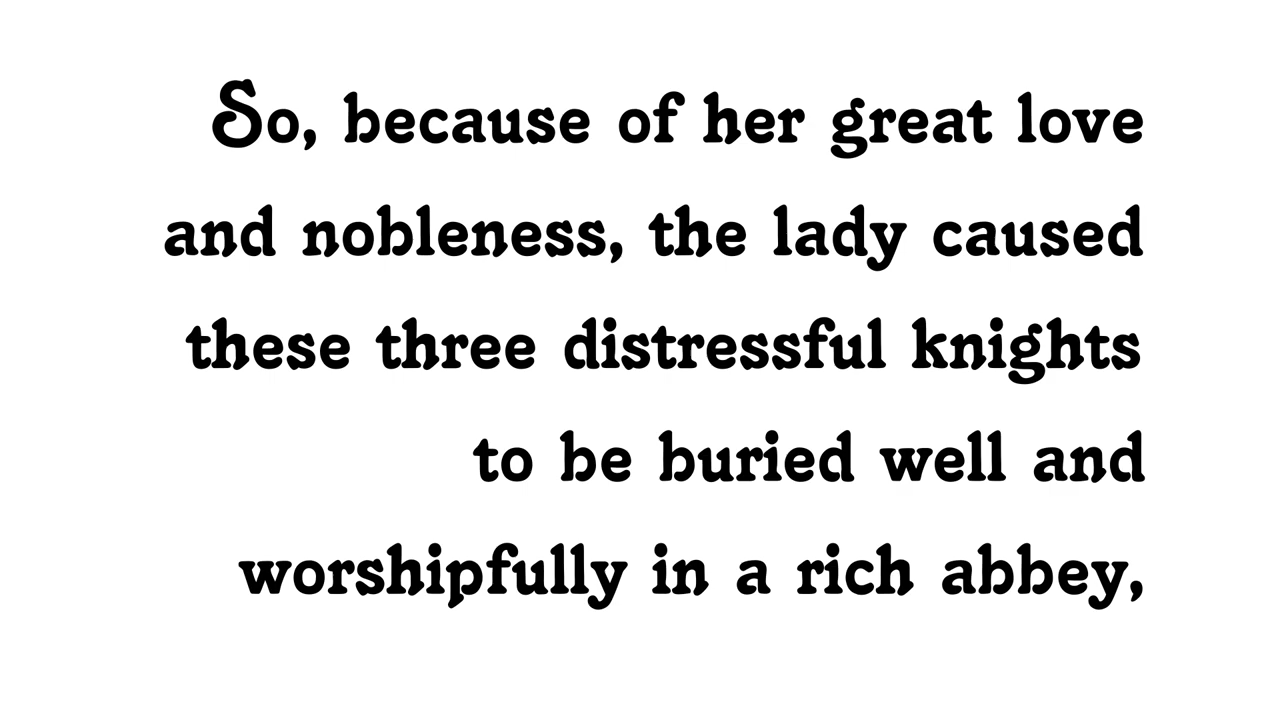 So, because of her great love
and nobleness, the lady caused
these three distressful knights
to be buried well and
worshipfully in a rich abbey,